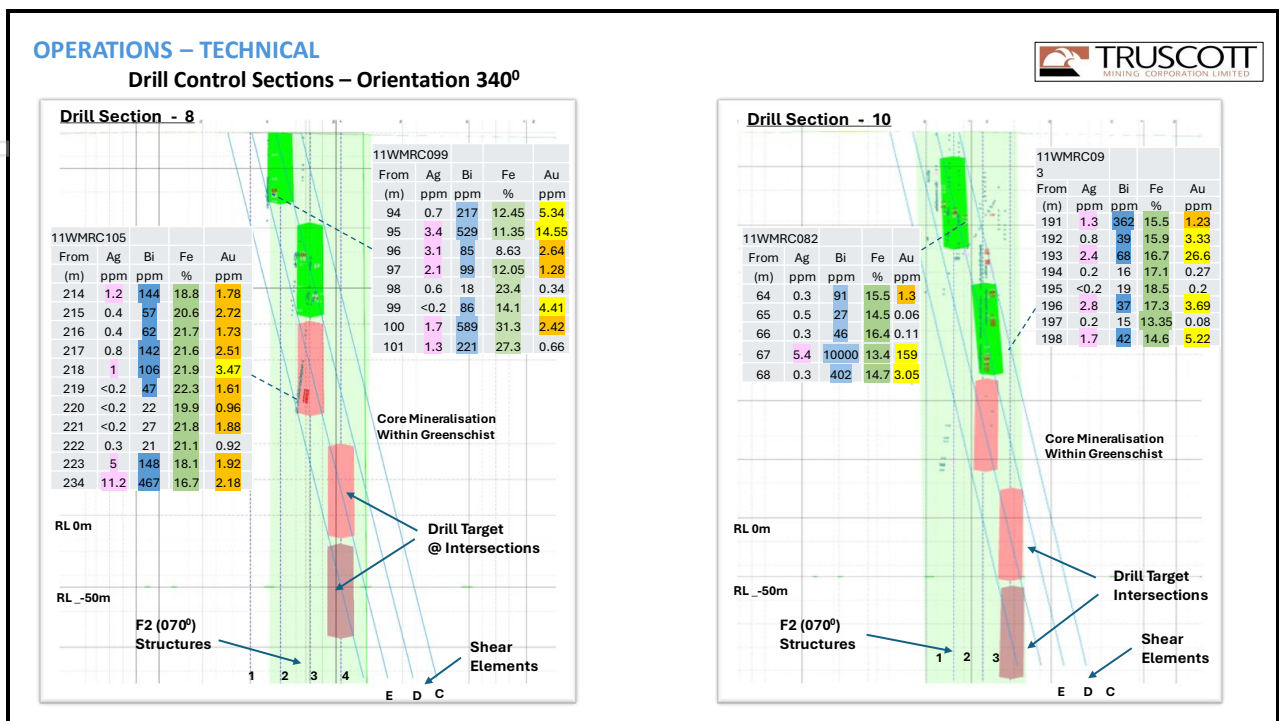 OPERATIONS – TECHNICAL
Drill Control Sections – Orientation 340⁰
TRUSCOTT
MINING CORPORATION LIMITED
Drill Section - 8
11WMRC099
From Ag Bi Fe Au
(m) ppm ppm % ppm
94 0.7 217 12.45 5.34
95 3.4 529 11.35 14.55
96 3.1 85 8.63 2.64
97 2.1 99 12.05 1.28
98 0.6 18 23.4 0.34
99 <0.2 86 14.1 4.41
100 1.7 589 31.3 2.42
101 1.3 221 27.3 0.66
11WMRC105
From Ag Bi Fe Au
(m) ppm ppm % ppm
214 1.2 144 18.8 1.78
215 0.4 57 20.6 2.72
216 0.4 62 21.7 1.73
217 0.8 142 21.6 2.51
218 1 106 21.9 3.47
219 <0.2 47 22.3 1.61
220 <0.2 22 19.9 0.96
221 <0.2 27 21.8 1.88
222 0.3 21 21.1 0.92
223 5 148 18.1 1.92
234 11.2 467 16.7 2.18
Core Mineralisation
Within Greenschist
RL 0m
Drill Target
@ Intersections
RL _-50m
F2 (070⁰)
Structures
Shear
Elements
1 2 3 4
E D C
Drill Section - 10
11WMRC09
3
From Ag Bi Fe Au
(m) ppm ppm % ppm
191 1.3 362 15.5 1.23
192 0.8 39 15.9 3.33
193 2.4 68 16.7 26.6
194 0.2 16 17.1 0.27
195 <0.2 19 18.5 0.2
196 2.8 37 17.3 3.69
197 0.2 15 13.35 0.08
198 1.7 42 14.6 5.22
11WMRC082
From Ag Bi Fe Au
(m) ppm ppm % ppm
64 0.3 91 15.5 1.3
65 0.5 27 14.5 0.06
66 0.3 46 16.4 0.11
67 5.4 10000 13.4 159
68 0.3 402 14.7 3.05
Core Mineralisation
Within Greenschist
RL 0m
Drill Target
Intersections
RL _-50m
F2 (070⁰)
Structures
Shear
Elements
1 2 3
E D C